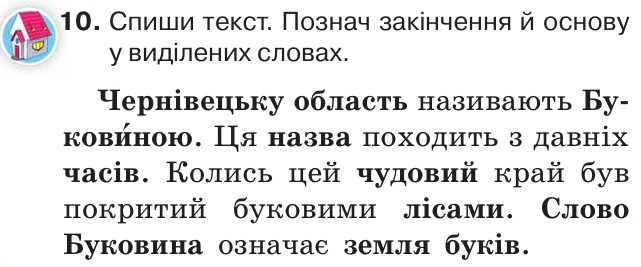 10. Спиши текст. Познач закінчення й основу
у виділених словах.
Чернівецьку область називають Бу-
кови́ною. Ця назва походить з давніх
часів. Колись цей чудовий край був
покритий буковими лісами. Слово
Буковина означає земля буків.